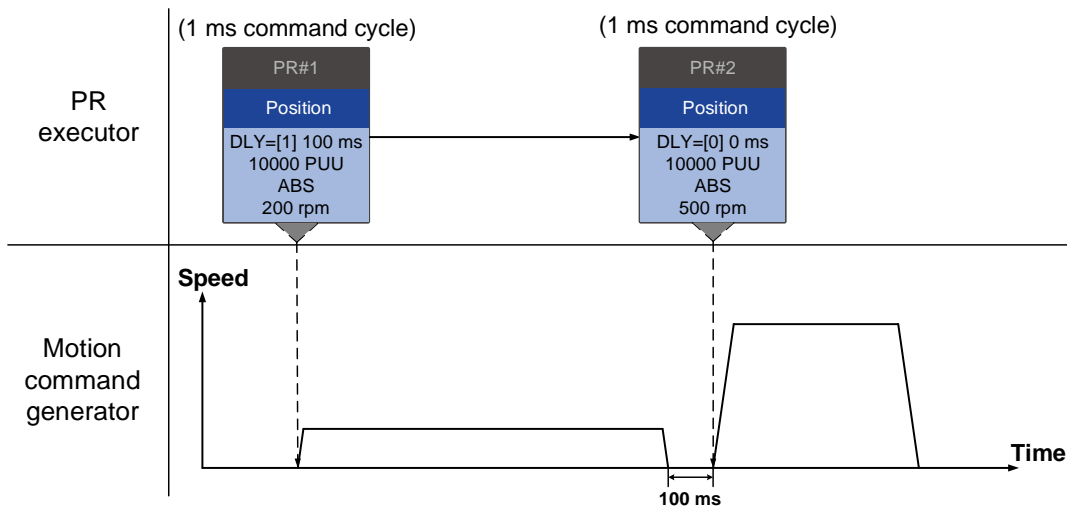 (1 ms command cycle)
(1 ms command cycle)
PR
executor
PR#1
Position
DLY=[1] 100 ms
10000 PUU
ABS
200 rpm
PR#2
Position
DLY=[0] 0 ms
10000 PUU
ABS
500 rpm
Motion
command
generator
Speed
Time
100 ms